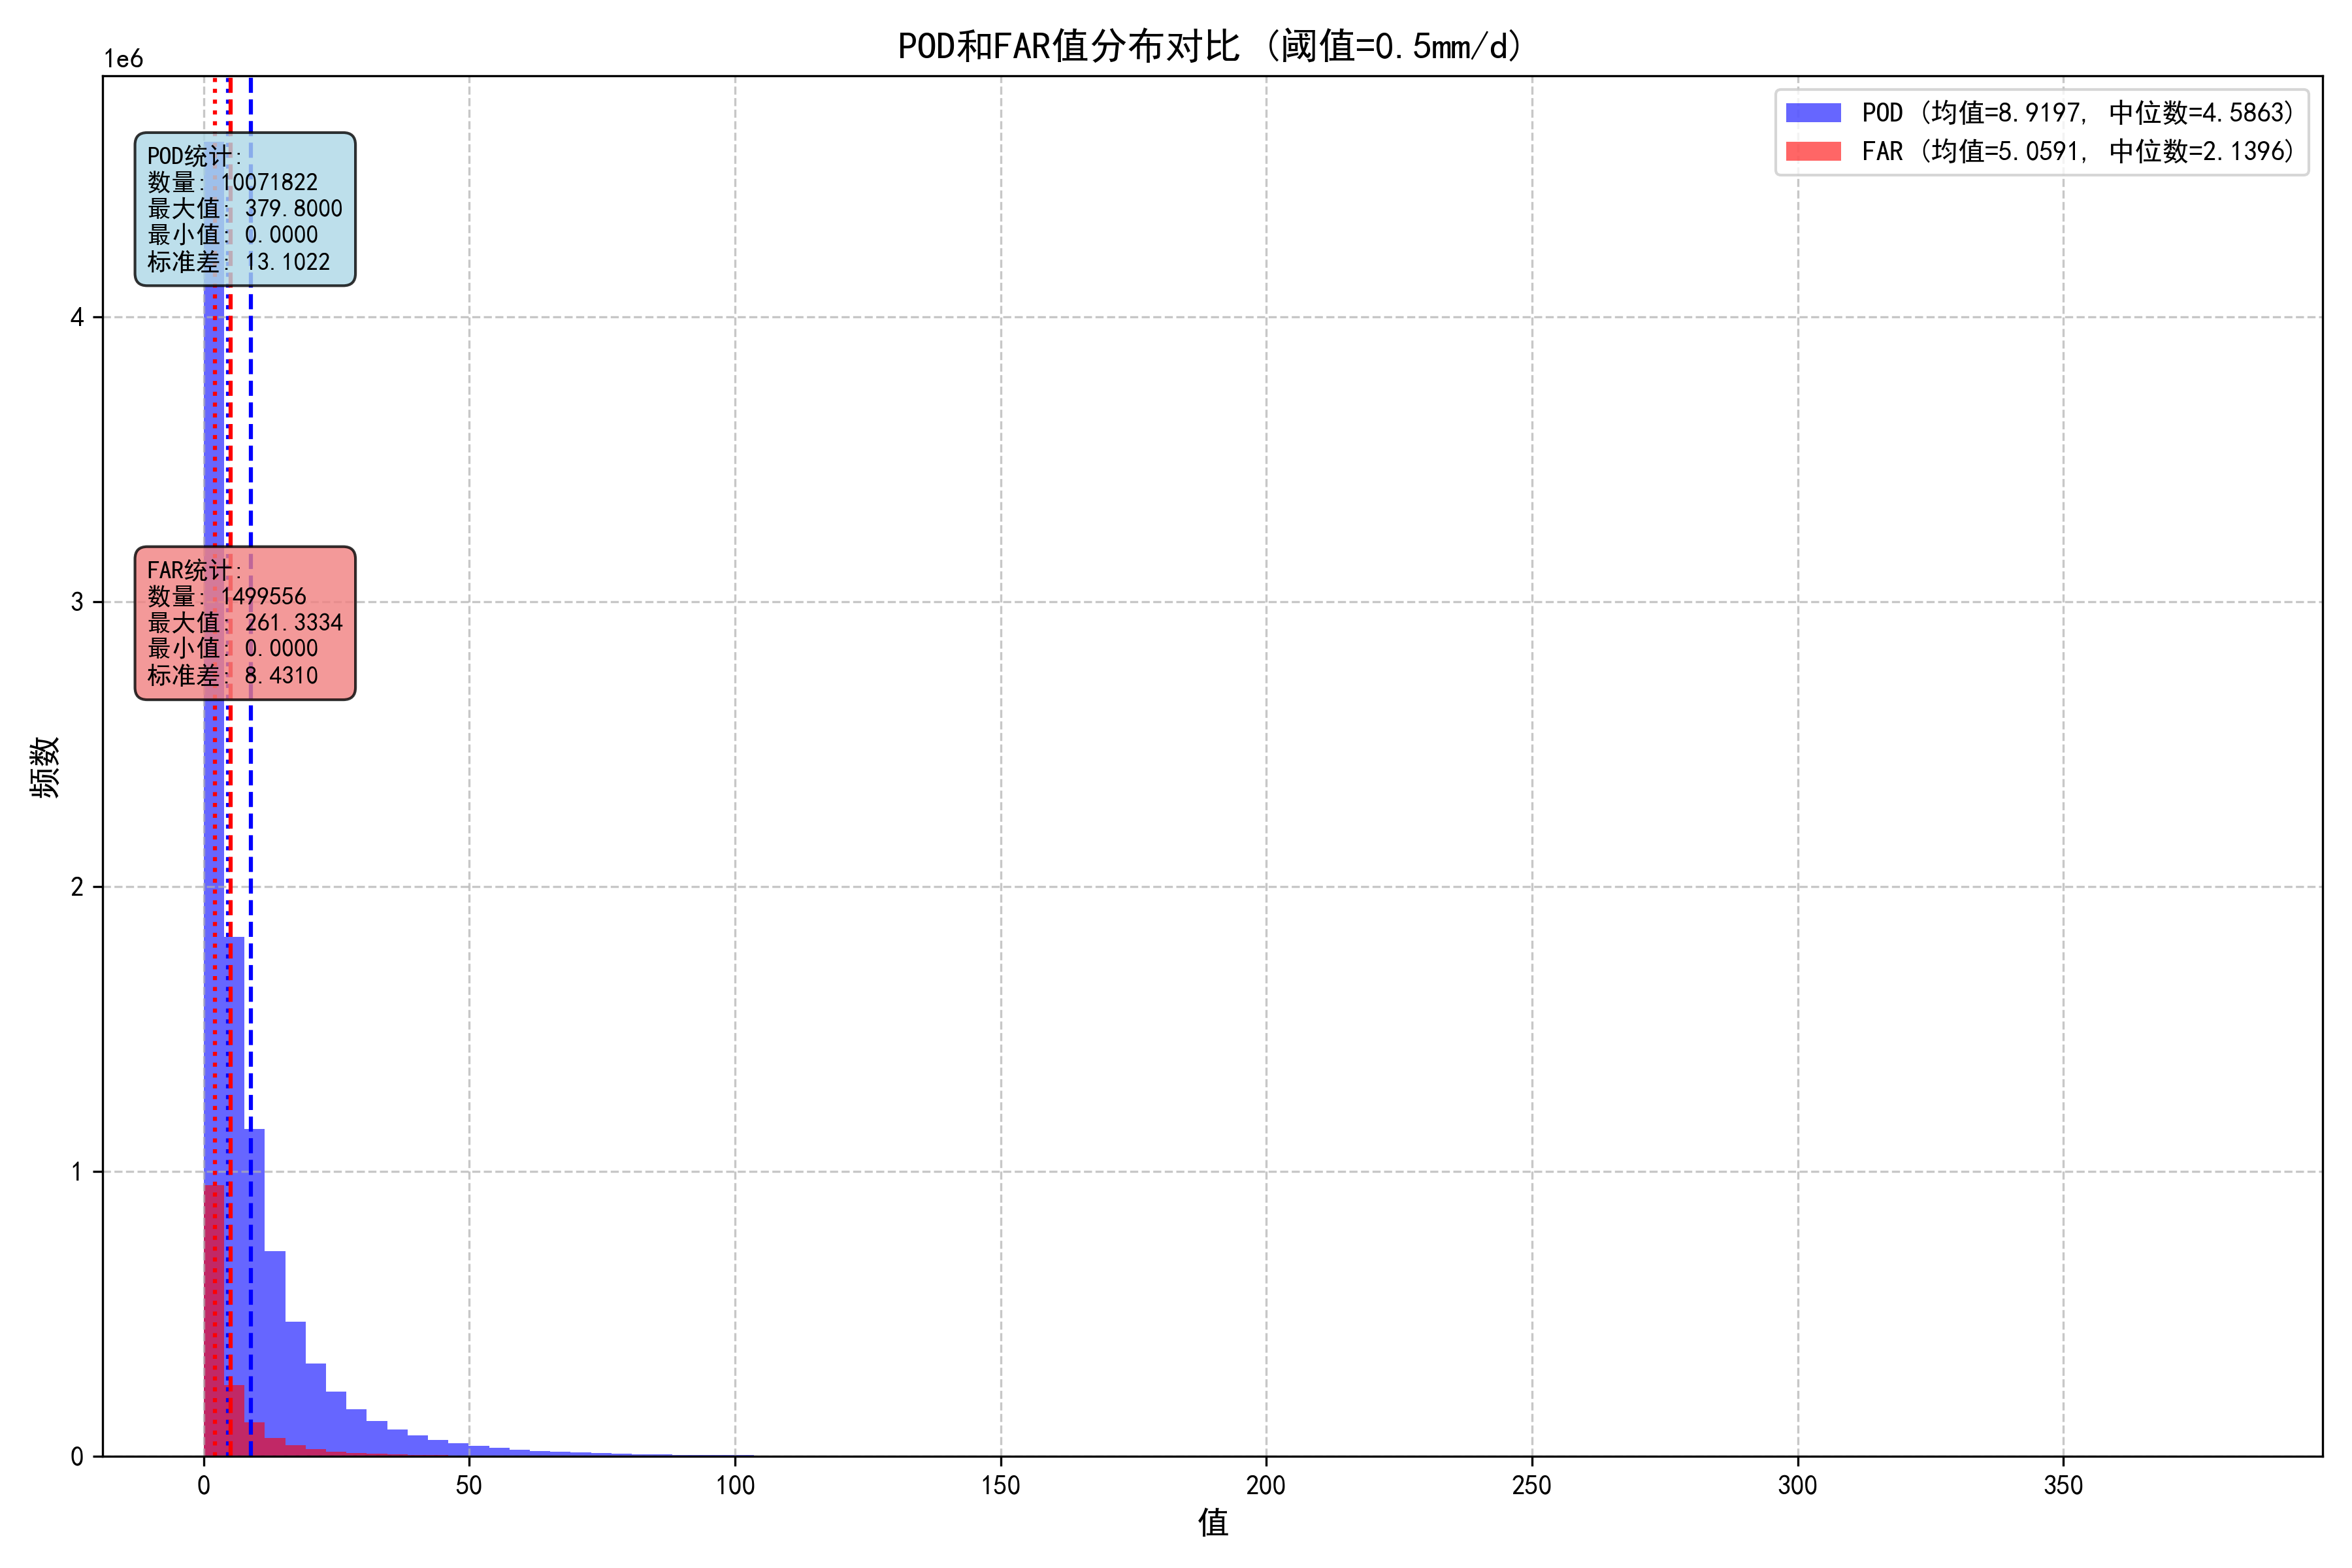 POD和FAR值分布对比 (阈值=0.5mm/d)
1e6
POD (均值=8.9197, 中位数=4.5863)
FAR (均值=5.0591, 中位数=2.1396)
POD统计:
数量: 10071822
最大值: 379.8000
最小值: 0.0000
标准差: 13.1022
FAR统计:
数量: 1499556
最大值: 261.3334
最小值: 0.0000
标准差: 8.4310
频数
4
3
2
1
0
0 50 100 150 200 250 300 350
值